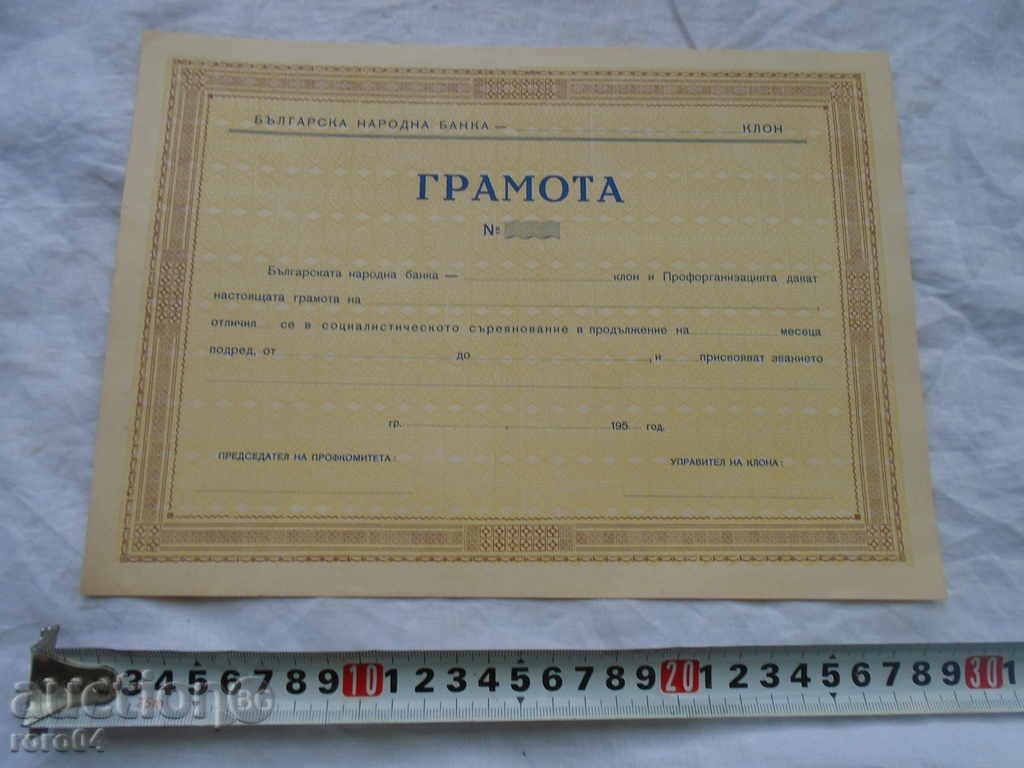 БЪЛГАРСКА НАРОДНА БАНКА — КЛОН
ГРАМОТА
№
Българската народна банка — клон и Профорганизацията дават
настоящата грамота на ,
отличил се в социалистическото съревнование в продължение на месеца
подред, от до , и присвояват званието
гр. , 195 год.
ПРЕДСЕДАТЕЛ НА ПРОФКОМИТЕТА: УПРАВИТЕЛ НА КЛОНА:
3 4 5 6 7 8 9 10 1 2 3 4 5 6 7 8 9 20 1 2 3 4 5 6 7 8 9 30 1
auction.BG
roro04